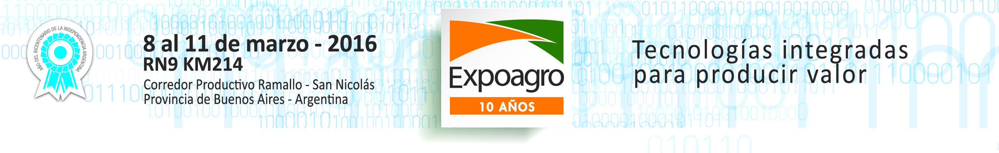 AÑO DEL BICENTENARIO DE LA INDEPENDENCIA ARGENTINA
8 al 11 de marzo - 2016
RN9 KM214
Corredor Productivo Ramallo - San Nicolás
Provincia de Buenos Aires - Argentina
Expoagro
10 AÑOS
Tecnologías integradas
para producir valor